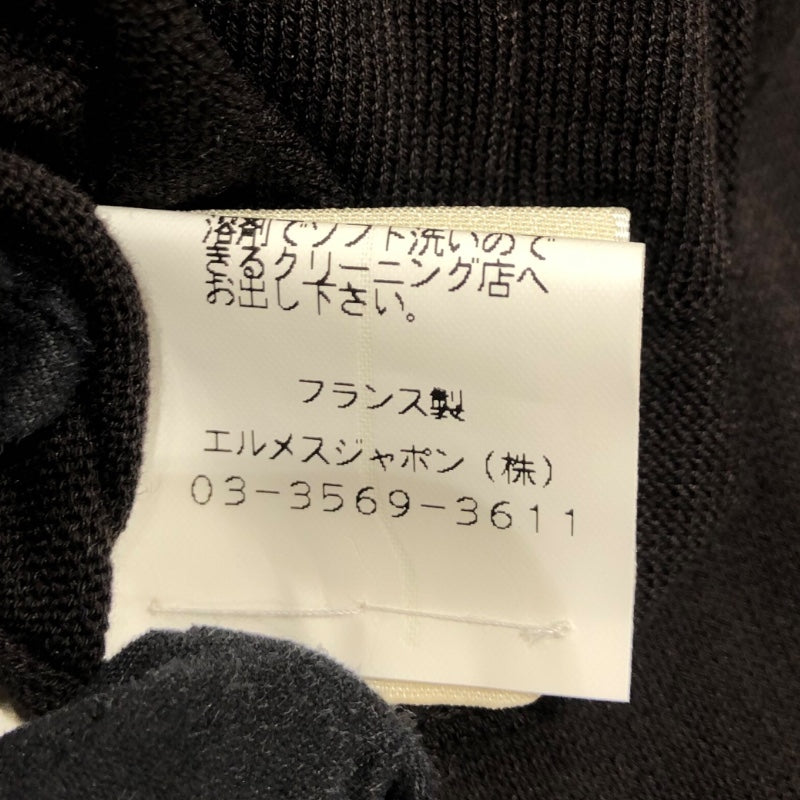 溶剤でソフト洗いので
きるクリーニング店へ
お出し下さい。
フランス製
エルメスジャポン（株）
03-3569-3611